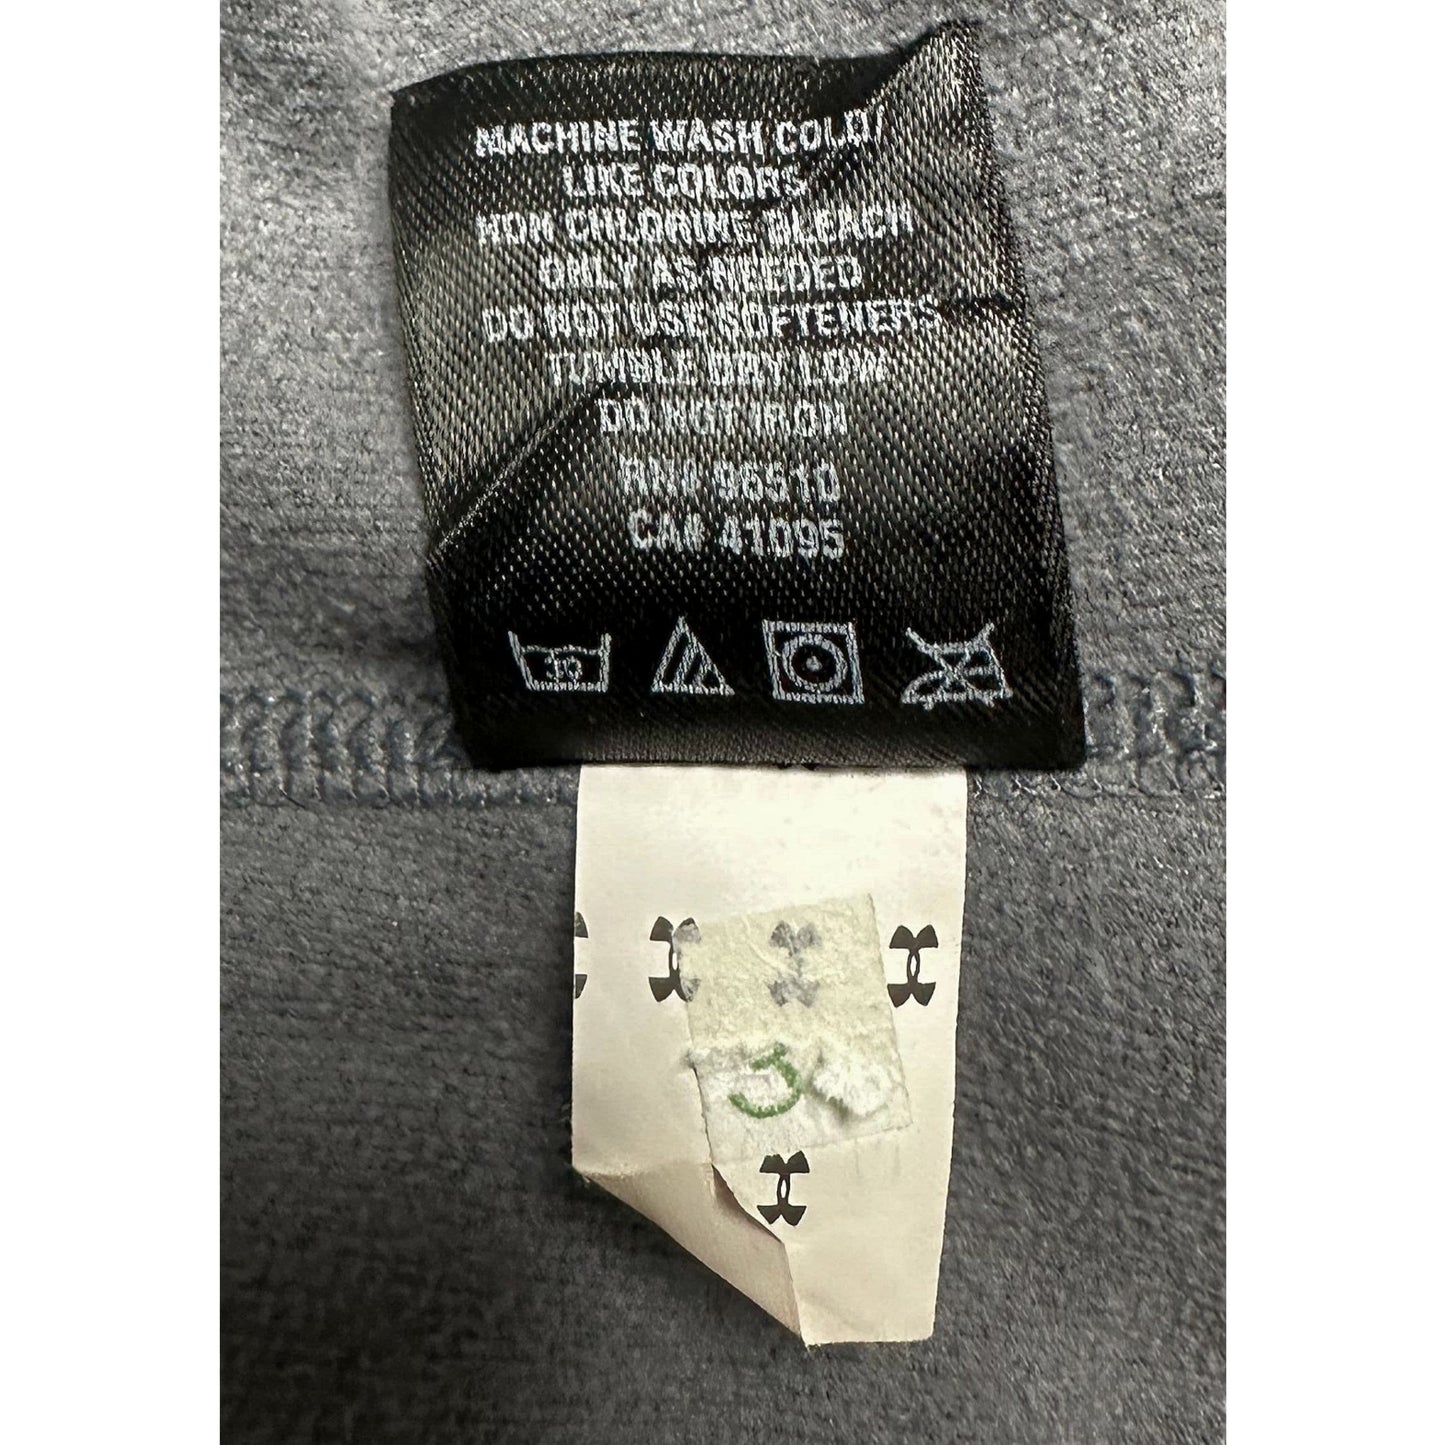 MACHINE WASH COLD/
LIKE COLORS
NON CHLORINE BLEACH
ONLY AS NEEDED
DO NOT USE SOFTENERS
TUMBLE DRY LOW
DO NOT IRON
RN# 96510
CA# 41095
30